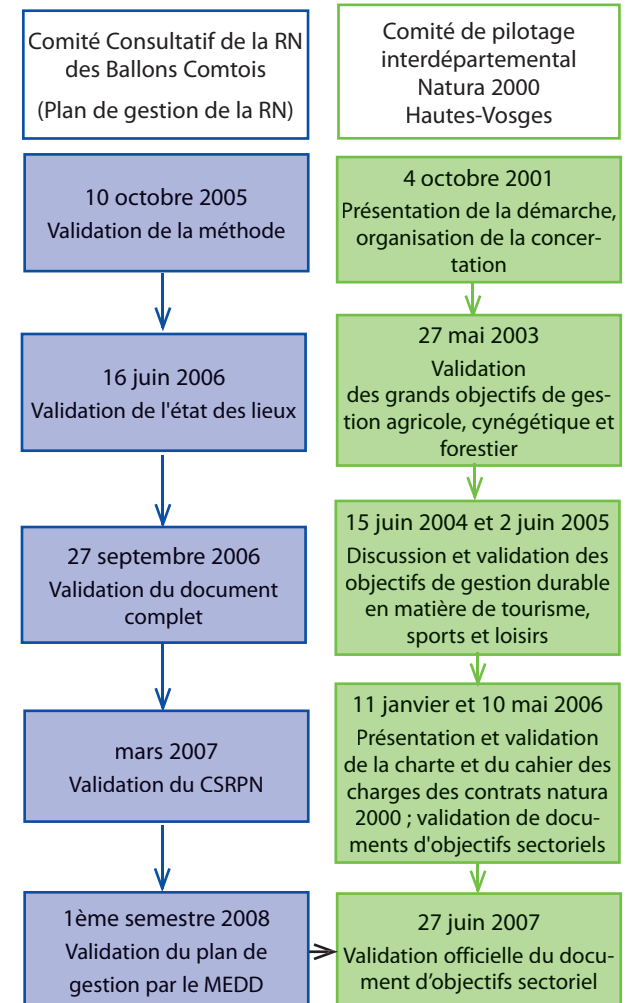 Comité Consultatif de la RN
des Ballons Comtois
(Plan de gestion de la RN)
10 octobre 2005
Validation de la méthode
16 juin 2006
Validation de l'état des lieux
27 septembre 2006
Validation du document
complet
mars 2007
Validation du CSRPN
1ème semestre 2008
Validation du plan de
gestion par le MEDD
Comité de pilotage
interdépartemental
Natura 2000
Hautes-Vosges
4 octobre 2001
Présentation de la démarche,
organisation de la concer-
tation
27 mai 2003
Validation
des grands objectifs de ges-
tion agricole, cynégétique et
forestier
15 juin 2004 et 2 juin 2005
Discussion et validation des
objectifs de gestion durable
en matière de tourisme,
sports et loisirs
11 janvier et 10 mai 2006
Présentation et validation
de la charte et du cahier des
charges des contrats natura
2000 ; validation de docu-
ments d'objectifs sectoriels
27 juin 2007
Validation officielle du docu-
ment d’objectifs sectoriel